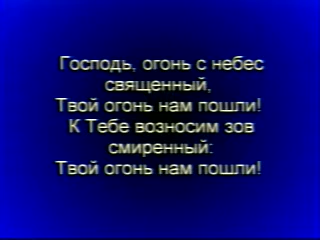 Господь, огонь с небес
священный,
Твой огонь нам пошли!
К Тебе возносим зов
смиренный:
Твой огонь нам пошли!